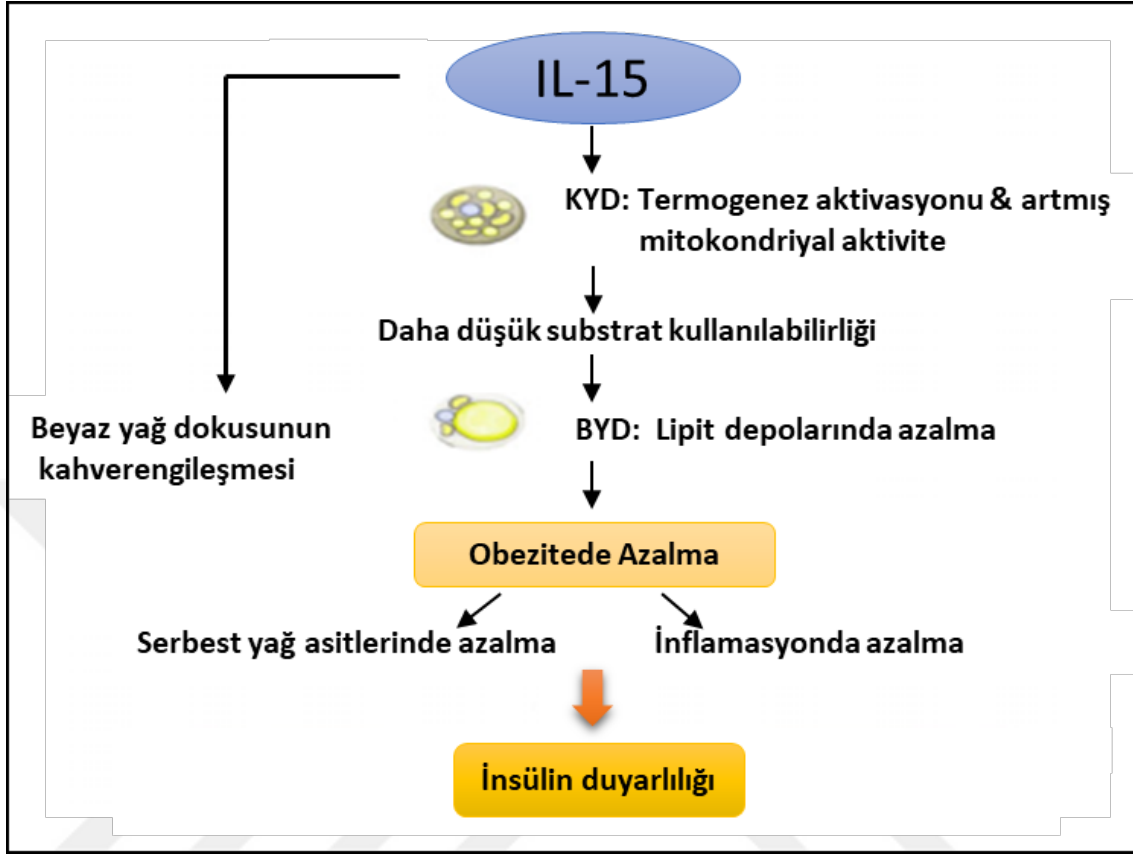 IL-15
KYD: Termogenez aktivasyonu & artmış
mitokondriyal aktivite
Daha düşük substrat kullanılabilirliği
Beyaz yağ dokusunun
kahverengileşmesi
BYD: Lipit depolarında azalma
Obezitede Azalma
Serbest yağ asitlerinde azalma
İnflamasyonda azalma
İnsülin duyarlılığı